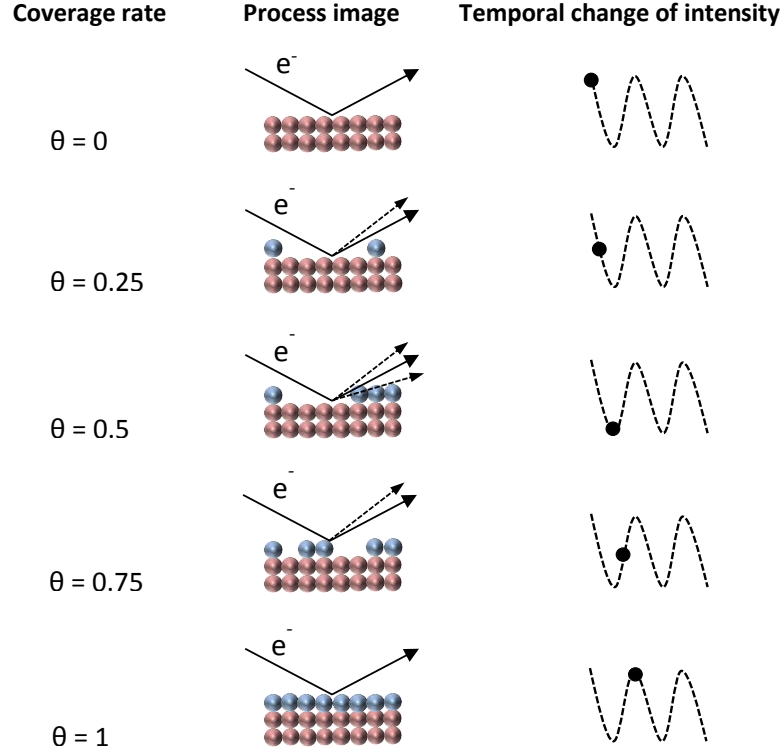 Coverage rate Process image Temporal change of intensity
e-
θ = 0
e-
θ = 0.25
e-
θ = 0.5
e-
θ = 0.75
e-
θ = 1